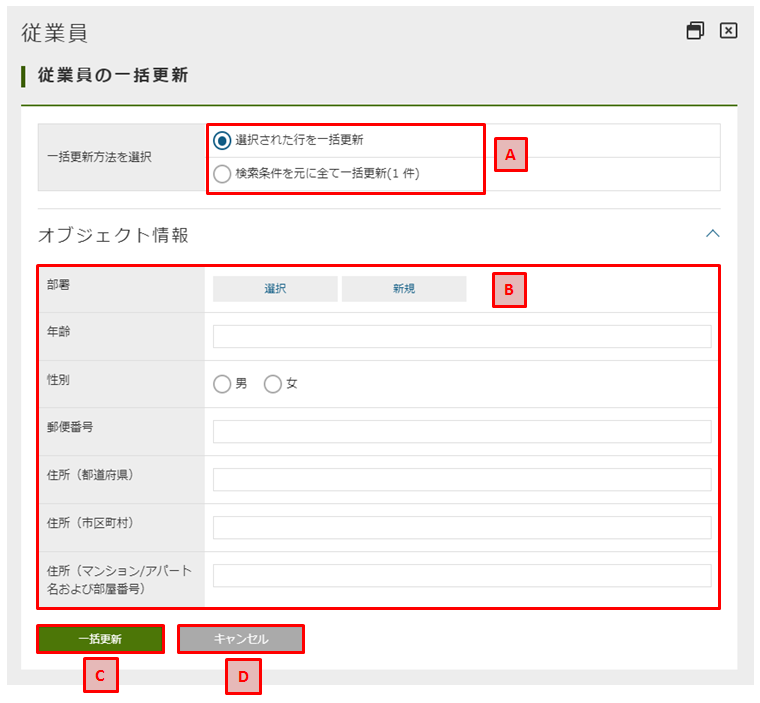 従業員
従業員の一括更新
一括更新方法を選択
選択された行を一括更新
A
検索条件を元に全て一括更新(1 件)
オブジェクト情報
部署
選択
新規
B
年齢
性別
男
女
郵便番号
住所（都道府県）
住所（市区町村）
住所（マンション/アパート
名および部屋番号）
一括更新
キャンセル
C
D